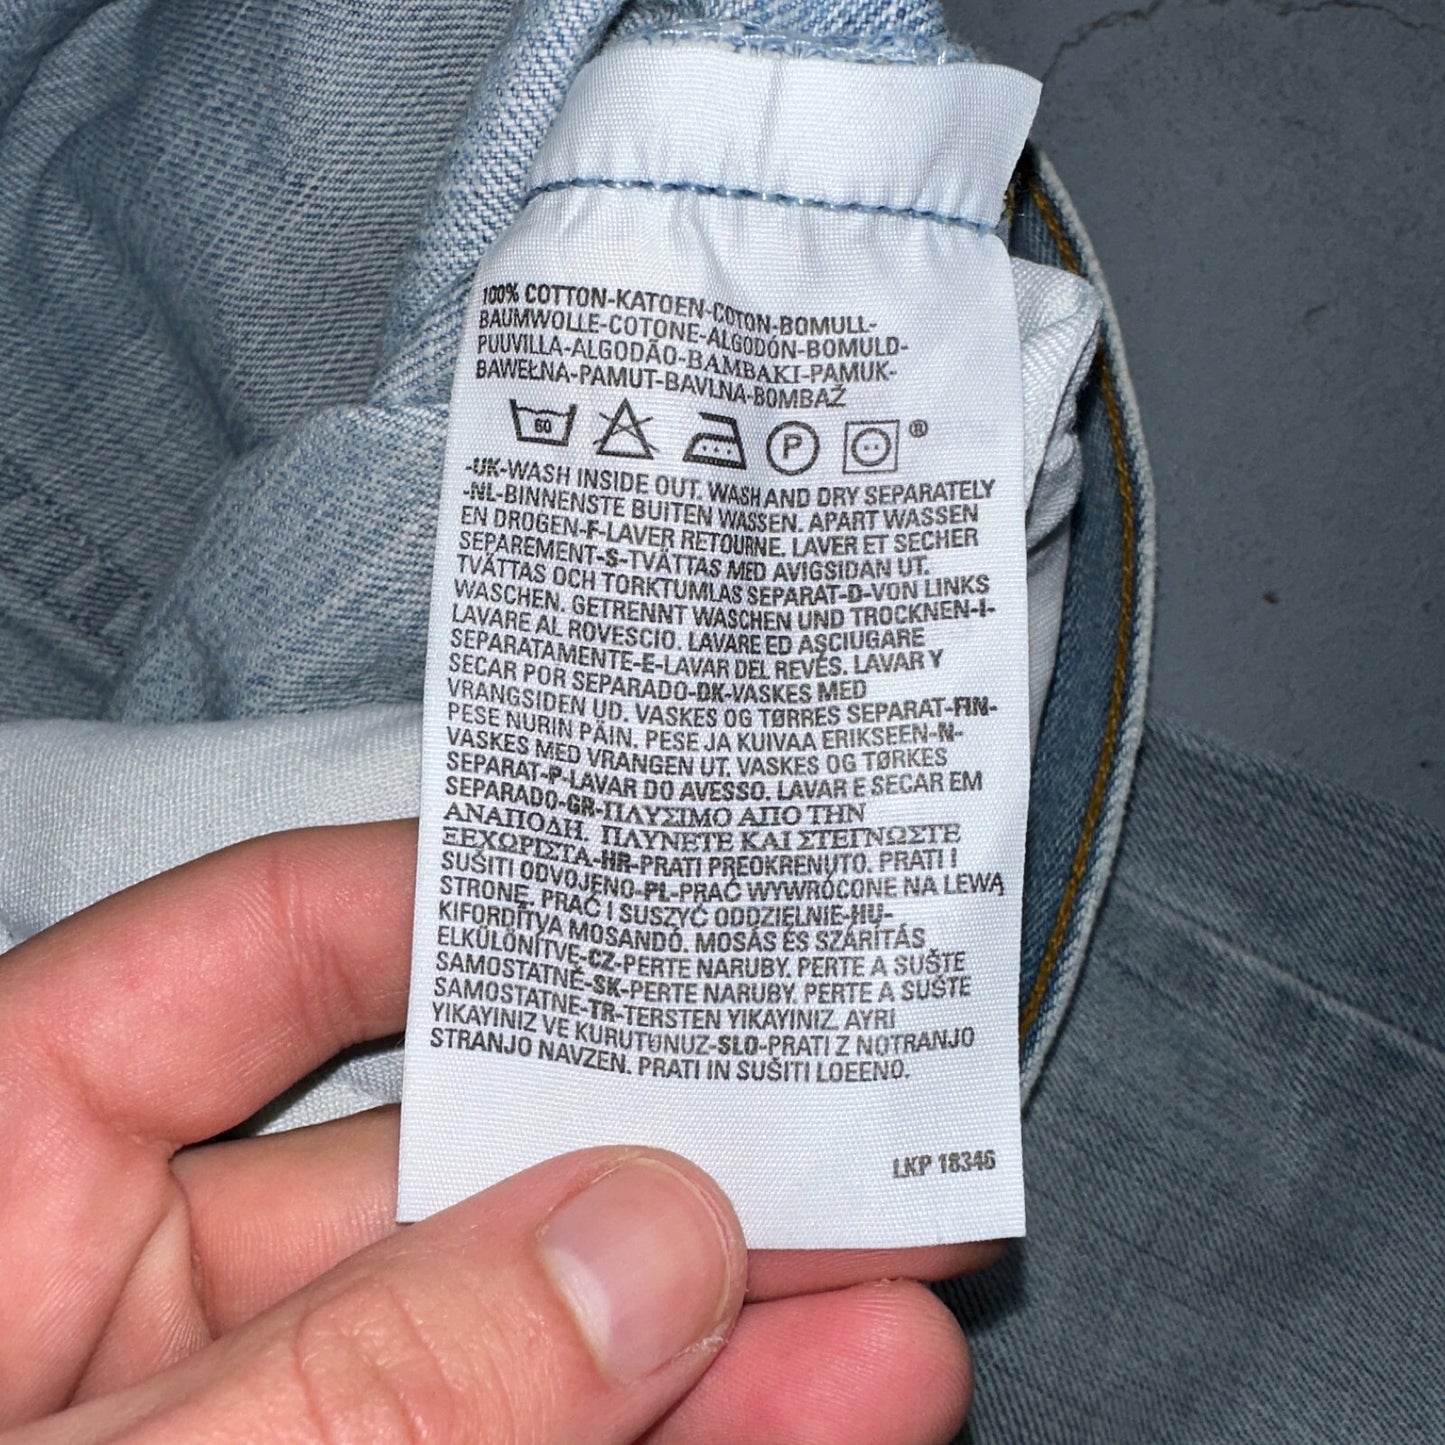 100% COTTON-KATOEN-COTON-BOMULL-
BAUMWOLLE-COTONE-ALGODÓN-BOMULD-
PUUVILLA-ALGODÃO-BAMBAKI-PAMUK-
BAWEŁNA-PAMUT-BAVLNA-BOMBAŽ
60 P ®
-UK-WASH INSIDE OUT. WASH AND DRY SEPARATELY
-NL-BINNENSTE BUITEN WASSEN. APART WASSEN
EN DROGEN-F-LAVER RETOURNE. LAVER ET SECHER
SEPAREMENT-S-TVÄTTAS MED AVIGSIDAN UT.
TVÄTTAS OCH TORKTUMLAS SEPARAT-D-VON LINKS
WASCHEN. GETRENNT WASCHEN UND TROCKNEN-I-
LAVARE AL ROVESCIO. LAVARE ED ASCIUGARE
SEPARATAMENTE-E-LAVAR DEL REVÉS. LAVAR Y
SECAR POR SEPARADO-DK-VASKES MED
VRANGSIDEN UD. VASKES OG TØRRES SEPARAT-FIN-
PESE NURIN PÄIN. PESE JA KUIVAA ERIKSEEN-N-
VASKES MED VRANGEN UT. VASKES OG TØRKES
SEPARAT-P-LAVAR DO AVESSO. LAVAR E SECAR EM
SEPARADO-GR-ΠΛΥΣΙΜΟ ΑΠΟ ΤΗΝ
ΑΝΑΠΟΔΗ. ΠΛΥΝΕΤΕ ΚΑΙ ΣΤΕΓΝΩΣΤΕ
ΞΕΧΩΡΙΣΤΑ-HR-PRATI PREOKRENUTO. PRATI I
SUŠITI ODVOJENO-PL-PRAĆ WYWRÓCONE NA LEWĄ
STRONĘ. PRAĆ I SUSZYĆ ODDZIELNIE-HU-
KIFORDÍTVA MOSANDÓ. MOSÁS ÉS SZÁRÍTÁS
ELKÜLÖNÍTVE-CZ-PERTE NARUBY. PERTE A SUŠTE
SAMOSTATNĚ-SK-PERTE NARUBY. PERTE A SUŠTE
SAMOSTATNE-TR-TERSTEN YIKAYINIZ. AYRI
YIKAYINIZ VE KURUTUNUZ-SLO-PRATI Z NOTRANJO
STRANJO NAVZEN. PRATI IN SUŠITI LOEENO.
LKP 18346